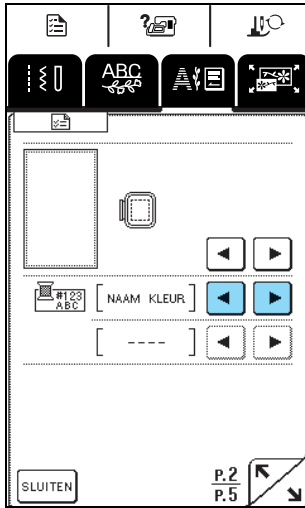 ?
ABC
A
#123 [NAAM KLEUR]
ABC
[ ---- ]
SLUITEN
P.2
P.5